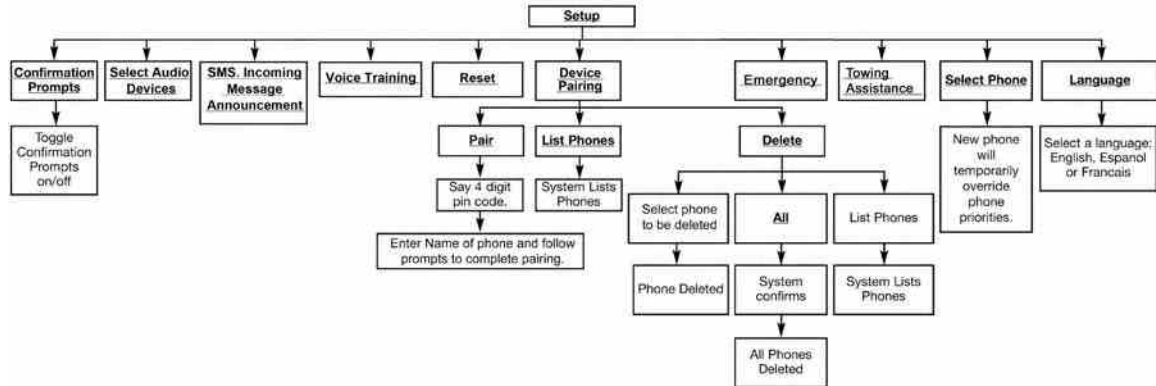 Setup
Confirmation
Prompts
Select Audio
Devices
SMS. Incoming
Message
Announcement
Voice Training
Reset
Device
Pairing
Emergency
Towing
Assistance
Select Phone
Language
Toggle
Confirmation
Prompts
on/off
Pair
List Phones
Delete
New phone
will
temporarily
override
phone
priorities.
Select a language:
English, Espanol
or Francais
Say 4 digit
pin code.
System Lists
Phones
Enter Name of phone and follow
prompts to complete pairing.
Select phone
to be deleted
All
List Phones
Phone Deleted
System
confirms
System Lists
Phones
All Phones
Deleted